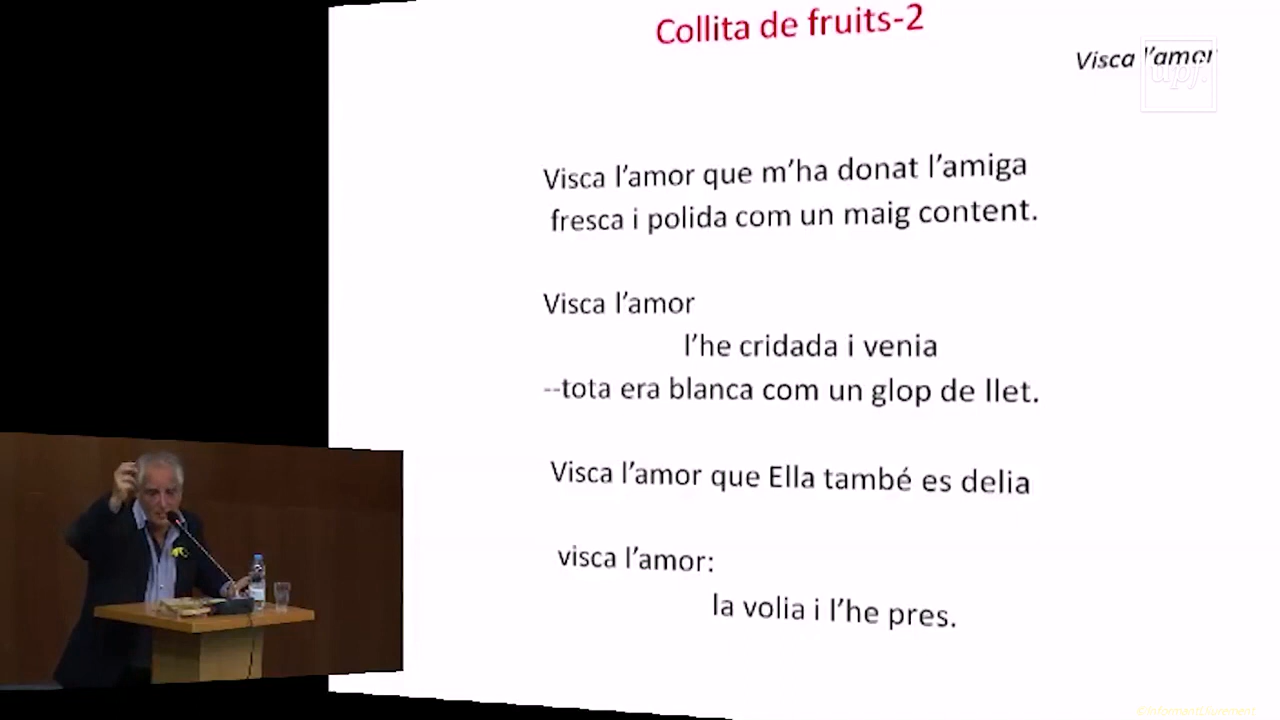 Collita de fruits-2
Visca l'amor
upf.
Visca l'amor que m'ha donat l'amiga
fresca i polida com un maig content.
Visca l'amor
l'he cridada i venia
--tota era blanca com un glop de llet.
Visca l'amor que Ella també es delia
visca l'amor:
la volia i l'he pres.